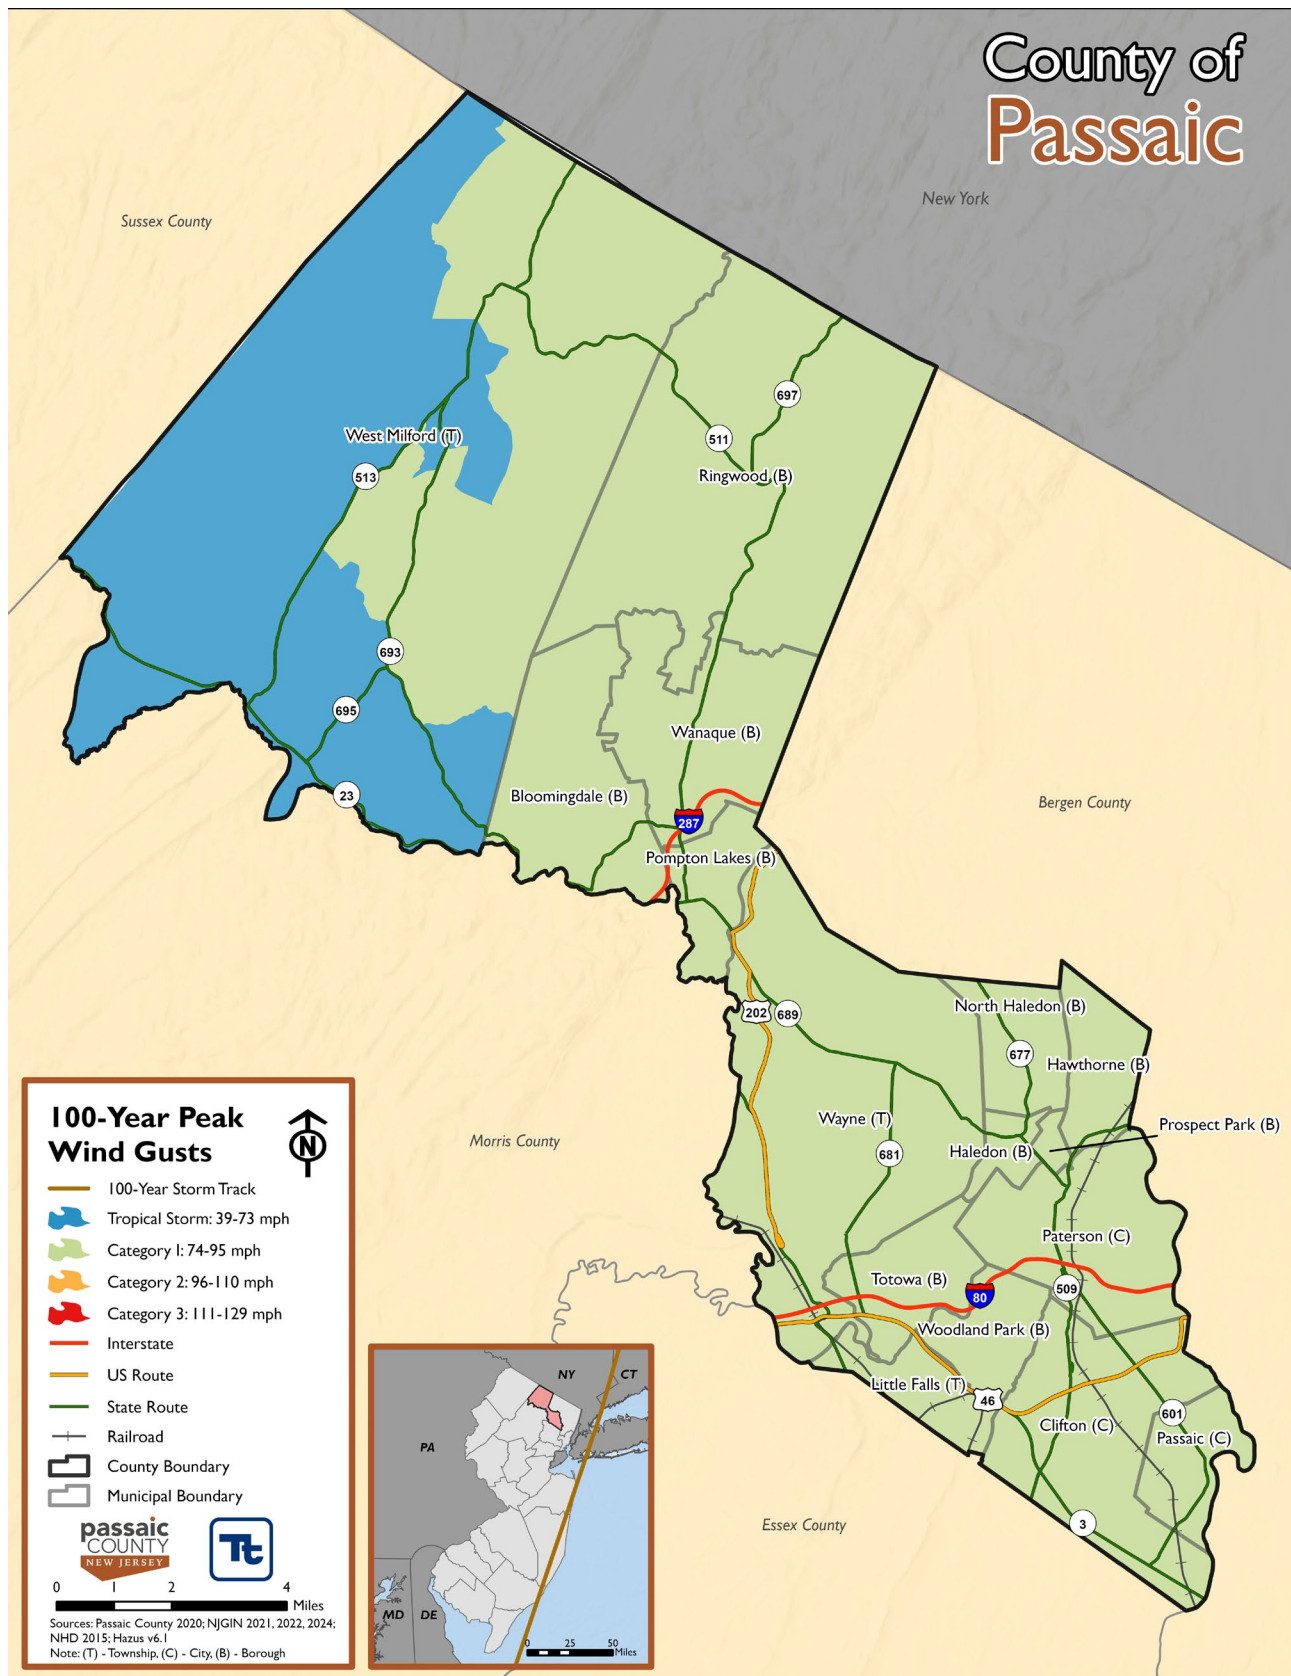 County of
Passaic
New York
Sussex County
697
511
West Milford (T)
Ringwood (B)
513
693
695
Wanaque (B)
23
Bloomingdale (B)
Bergen County
287
Pompton Lakes (B)
202
689
North Haledon (B)
677
Hawthorne (B)
Wayne (T)
Prospect Park (B)
Morris County
681
Haledon (B)
Paterson (C)
Totowa (B)
80
509
Woodland Park (B)
Little Falls (T)
46
Clifton (C)
601
Passaic (C)
Essex County
3
100-Year Peak
Wind Gusts
N
100-Year Storm Track
Tropical Storm: 39-73 mph
Category 1: 74-95 mph
Category 2: 96-110 mph
Category 3: 111-129 mph
Interstate
US Route
State Route
Railroad
County Boundary
Municipal Boundary
passaic
COUNTY
NEW JERSEY
Tt
0 1 2 4
Miles
Sources: Passaic County 2020; NJGIN 2021, 2022, 2024;
NHD 2015; Hazus v6.1
Note: (T) - Township, (C) - City, (B) - Borough
NY
CT
PA
MD
DE
0 25 50
Miles